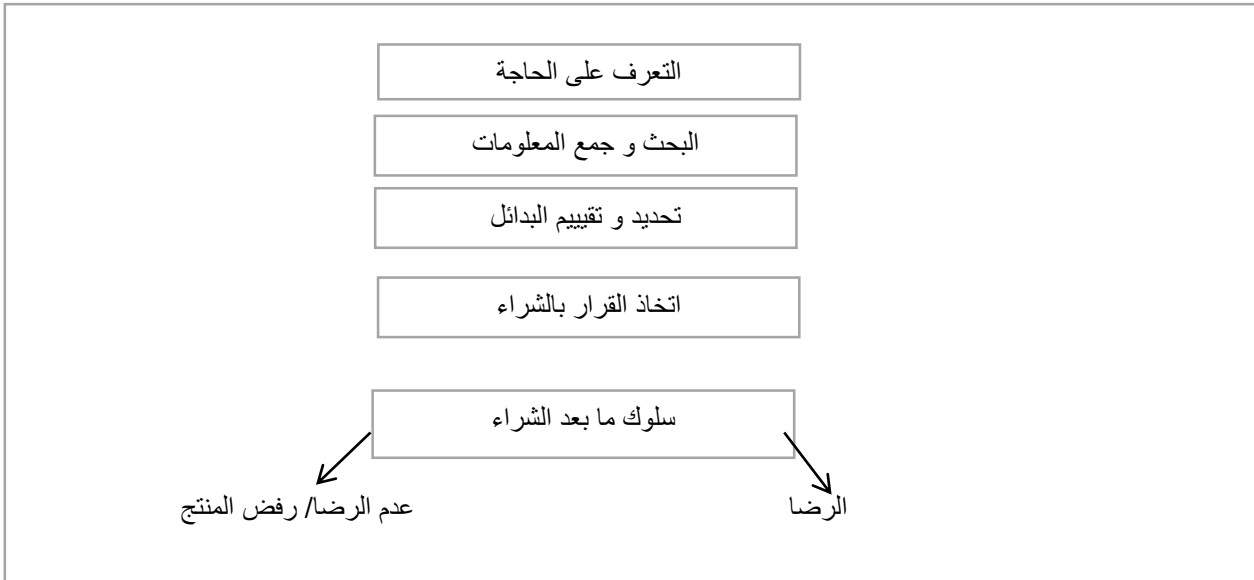 التعرف على الحاجة
البحث و جمع المعلومات
تحديد و تقيييم البدائل
اتخاذ القرار بالشراء
سلوك ما بعد الشراء
الرضا
عدم الرضا/ رفض المنتج